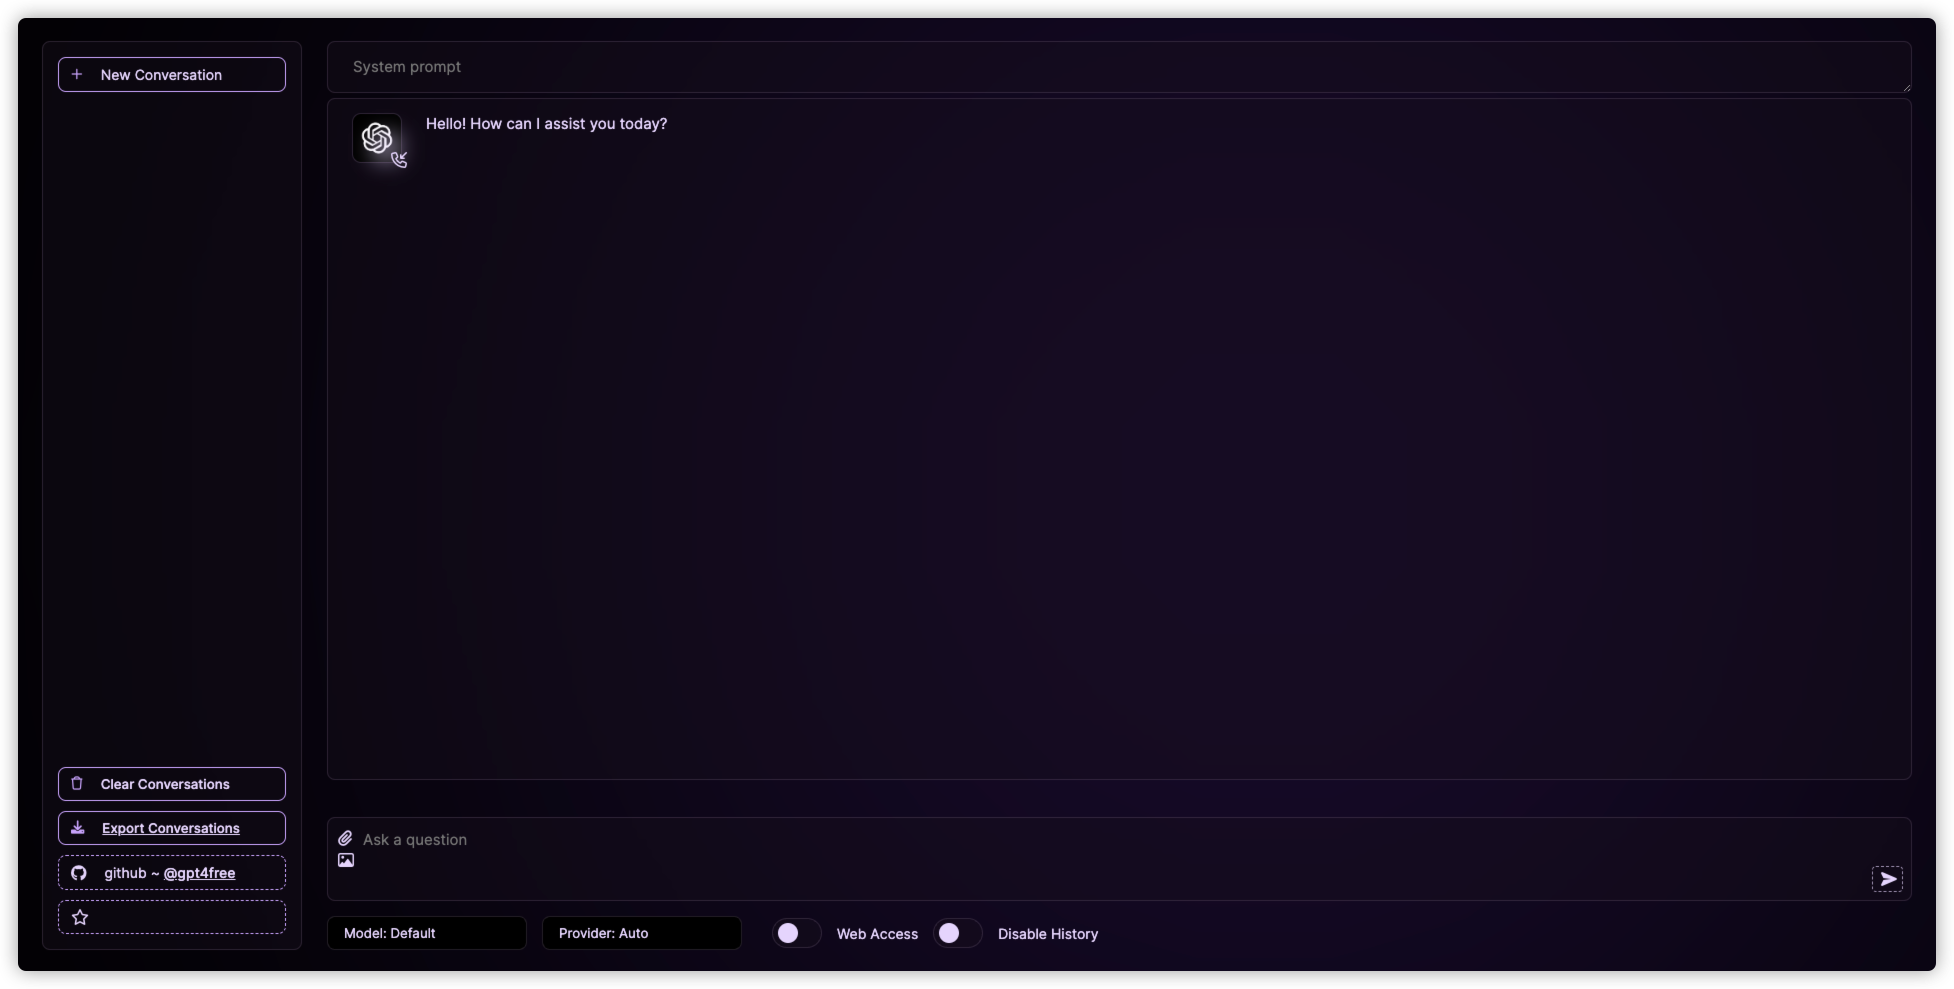 New Conversation
System prompt
Hello! How can I assist you today?
Clear Conversations
Export Conversations
github ~ @gpt4free
Ask a question
Model: Default
Provider: Auto
Web Access
Disable History